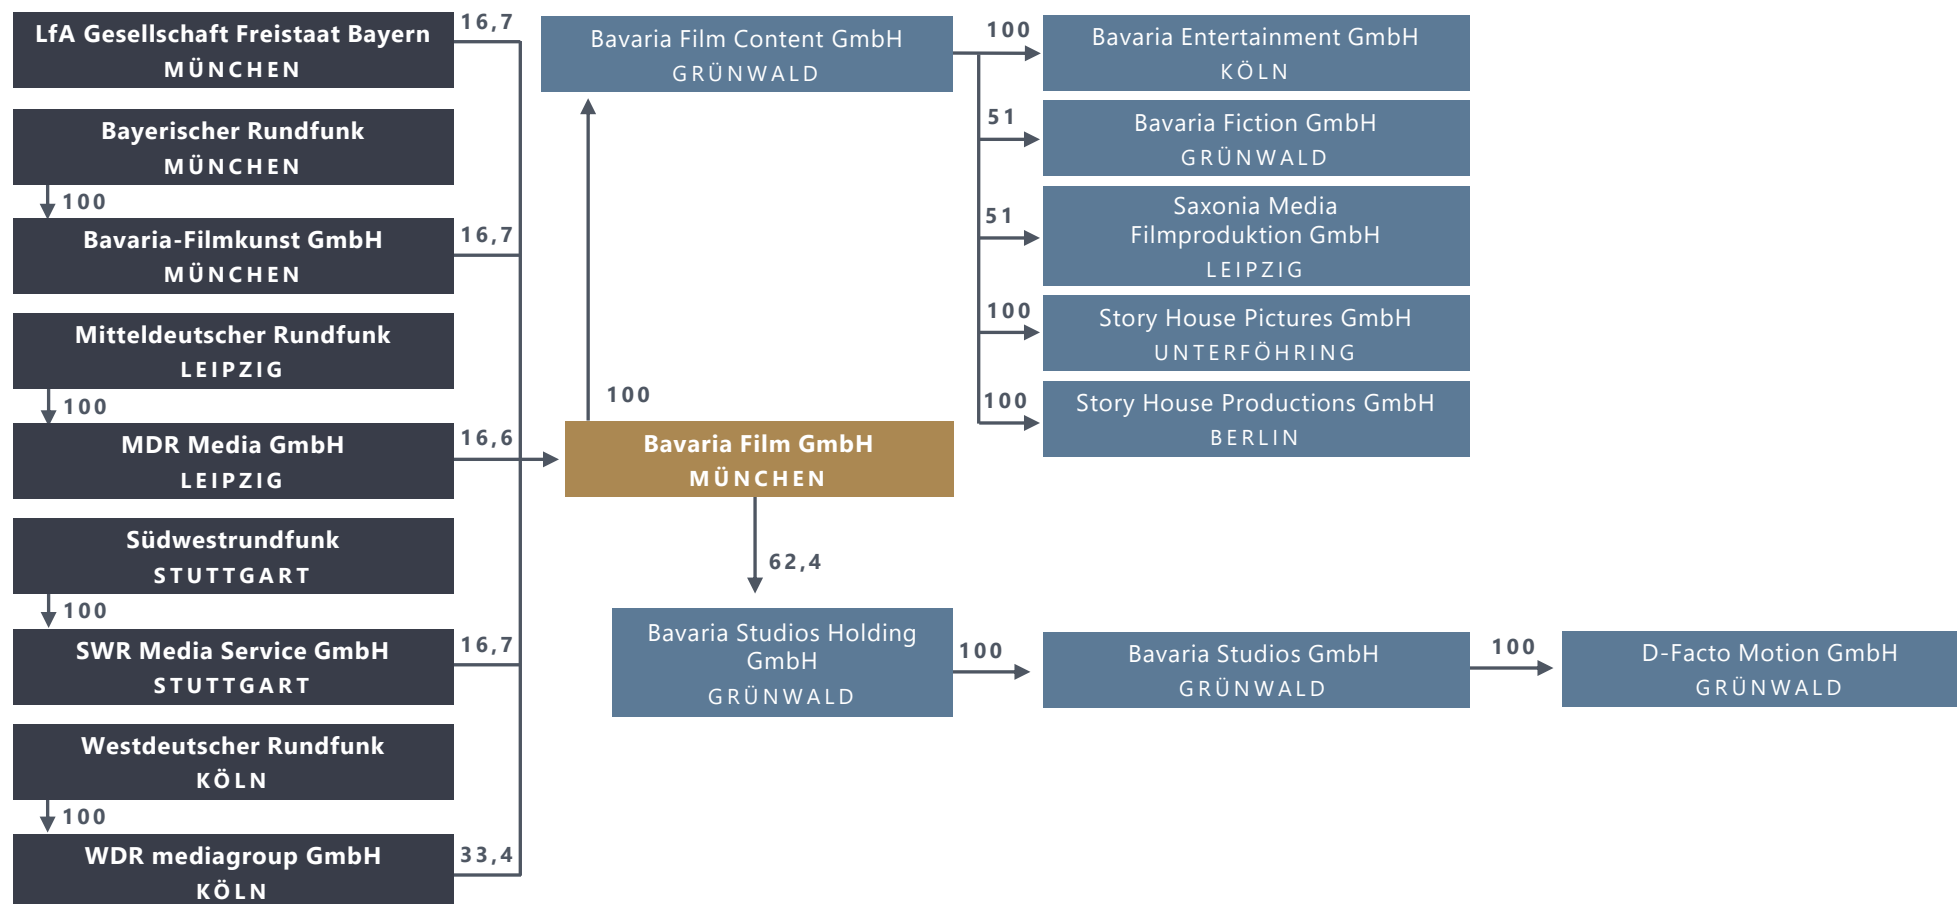 LfA Gesellschaft Freistaat Bayern
MÜNCHEN
16,7
Bayerischer Rundfunk
MÜNCHEN
100
Bavaria-Filmkunst GmbH
MÜNCHEN
16,7
Mitteldeutscher Rundfunk
LEIPZIG
100
MDR Media GmbH
LEIPZIG
16,6
Südwestrundfunk
STUTTGART
100
SWR Media Service GmbH
STUTTGART
16,7
Westdeutscher Rundfunk
KÖLN
100
WDR mediagroup GmbH
KÖLN
33,4
Bavaria Film Content GmbH
GRÜNWALD
100
Bavaria Film GmbH
MÜNCHEN
62,4
Bavaria Studios Holding
GmbH
GRÜNWALD
100
Bavaria Entertainment GmbH
KÖLN
51
Bavaria Fiction GmbH
GRÜNWALD
51
Saxonia Media
Filmproduktion GmbH
LEIPZIG
100
Story House Pictures GmbH
UNTERFÖHRING
100
Story House Productions GmbH
BERLIN
100
Bavaria Studios GmbH
GRÜNWALD
100
D-Facto Motion GmbH
GRÜNWALD